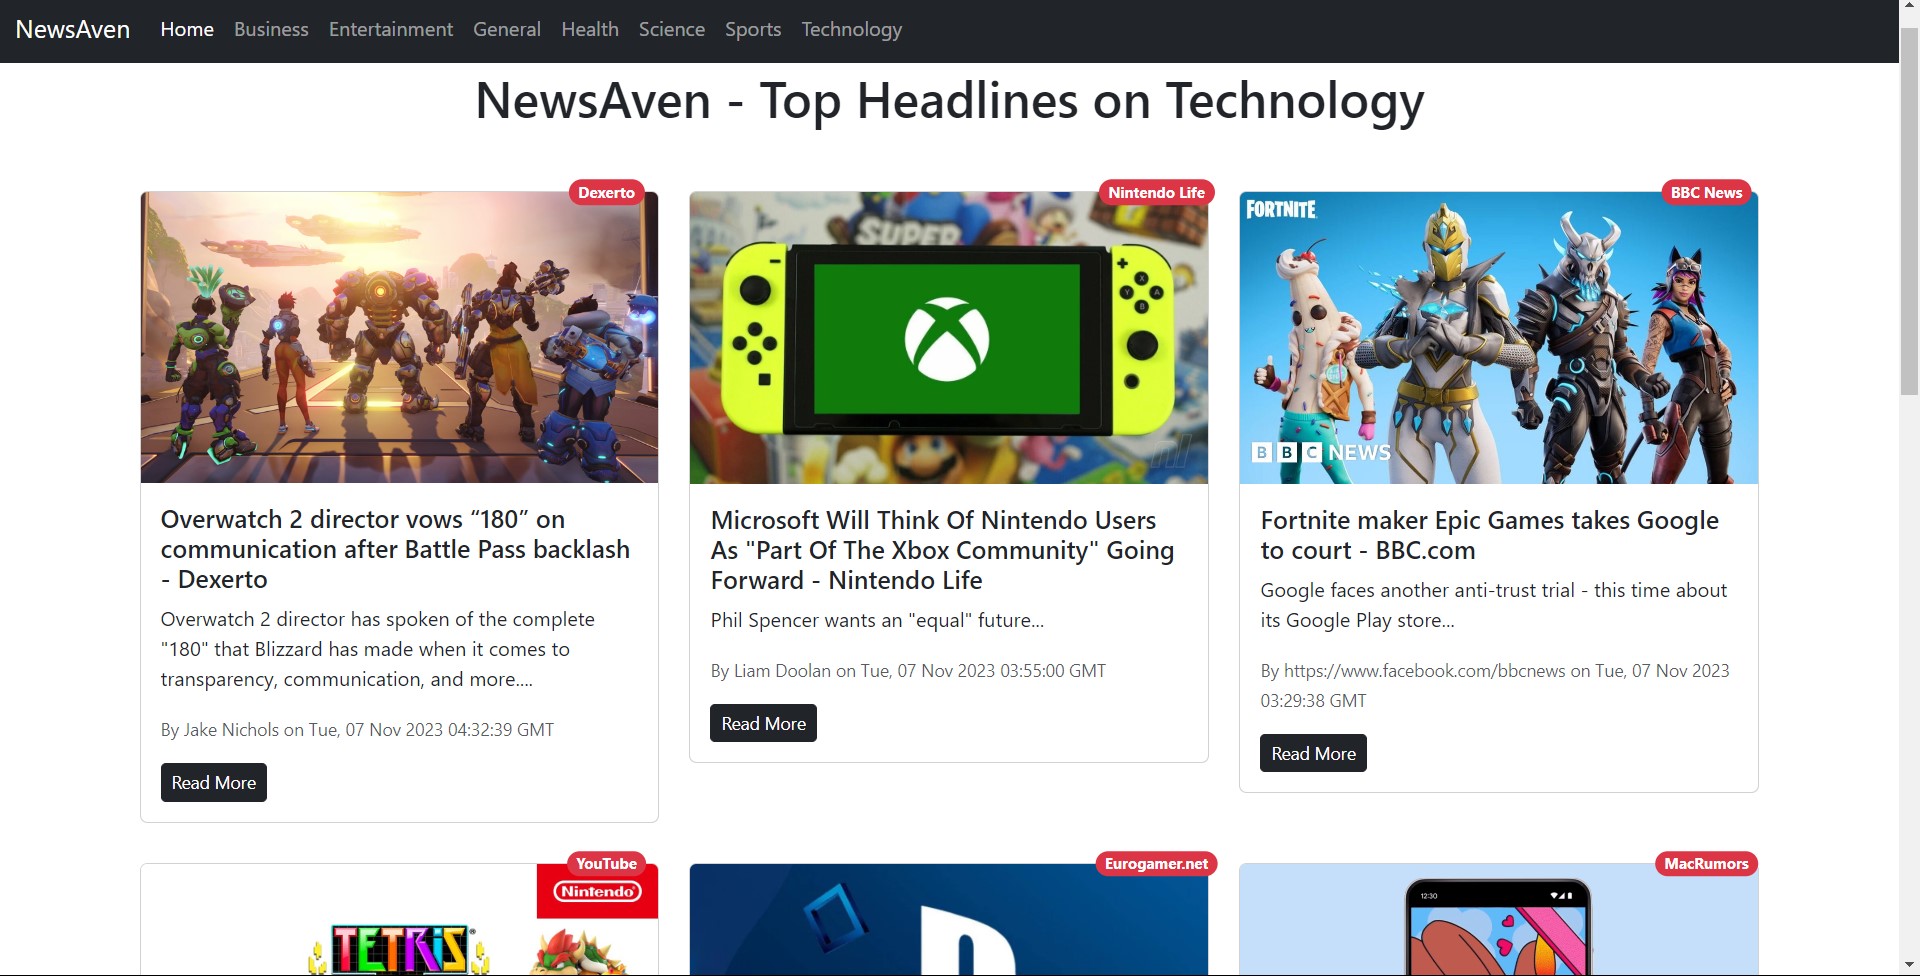 NewsAven Home Business Entertainment General Health Science Sports Technology
NewsAven - Top Headlines on Technology
Dexerto
Overwatch 2 director vows “180” on
communication after Battle Pass backlash
- Dexerto
Overwatch 2 director has spoken of the complete
"180" that Blizzard has made when it comes to
transparency, communication, and more....
By Jake Nichols on Tue, 07 Nov 2023 04:32:39 GMT
Read More
Nintendo Life
SUPER
Microsoft Will Think Of Nintendo Users
As "Part Of The Xbox Community" Going
Forward - Nintendo Life
Phil Spencer wants an "equal" future...
By Liam Doolan on Tue, 07 Nov 2023 03:55:00 GMT
Read More
BBC News
FORTNITE
BBC NEWS
Fortnite maker Epic Games takes Google
to court - BBC.com
Google faces another anti-trust trial - this time about
its Google Play store...
By https://www.facebook.com/bbcnews on Tue, 07 Nov 2023
03:29:38 GMT
Read More
YouTube
Nintendo
TETRIS
Eurogamer.net
MacRumors
12:30